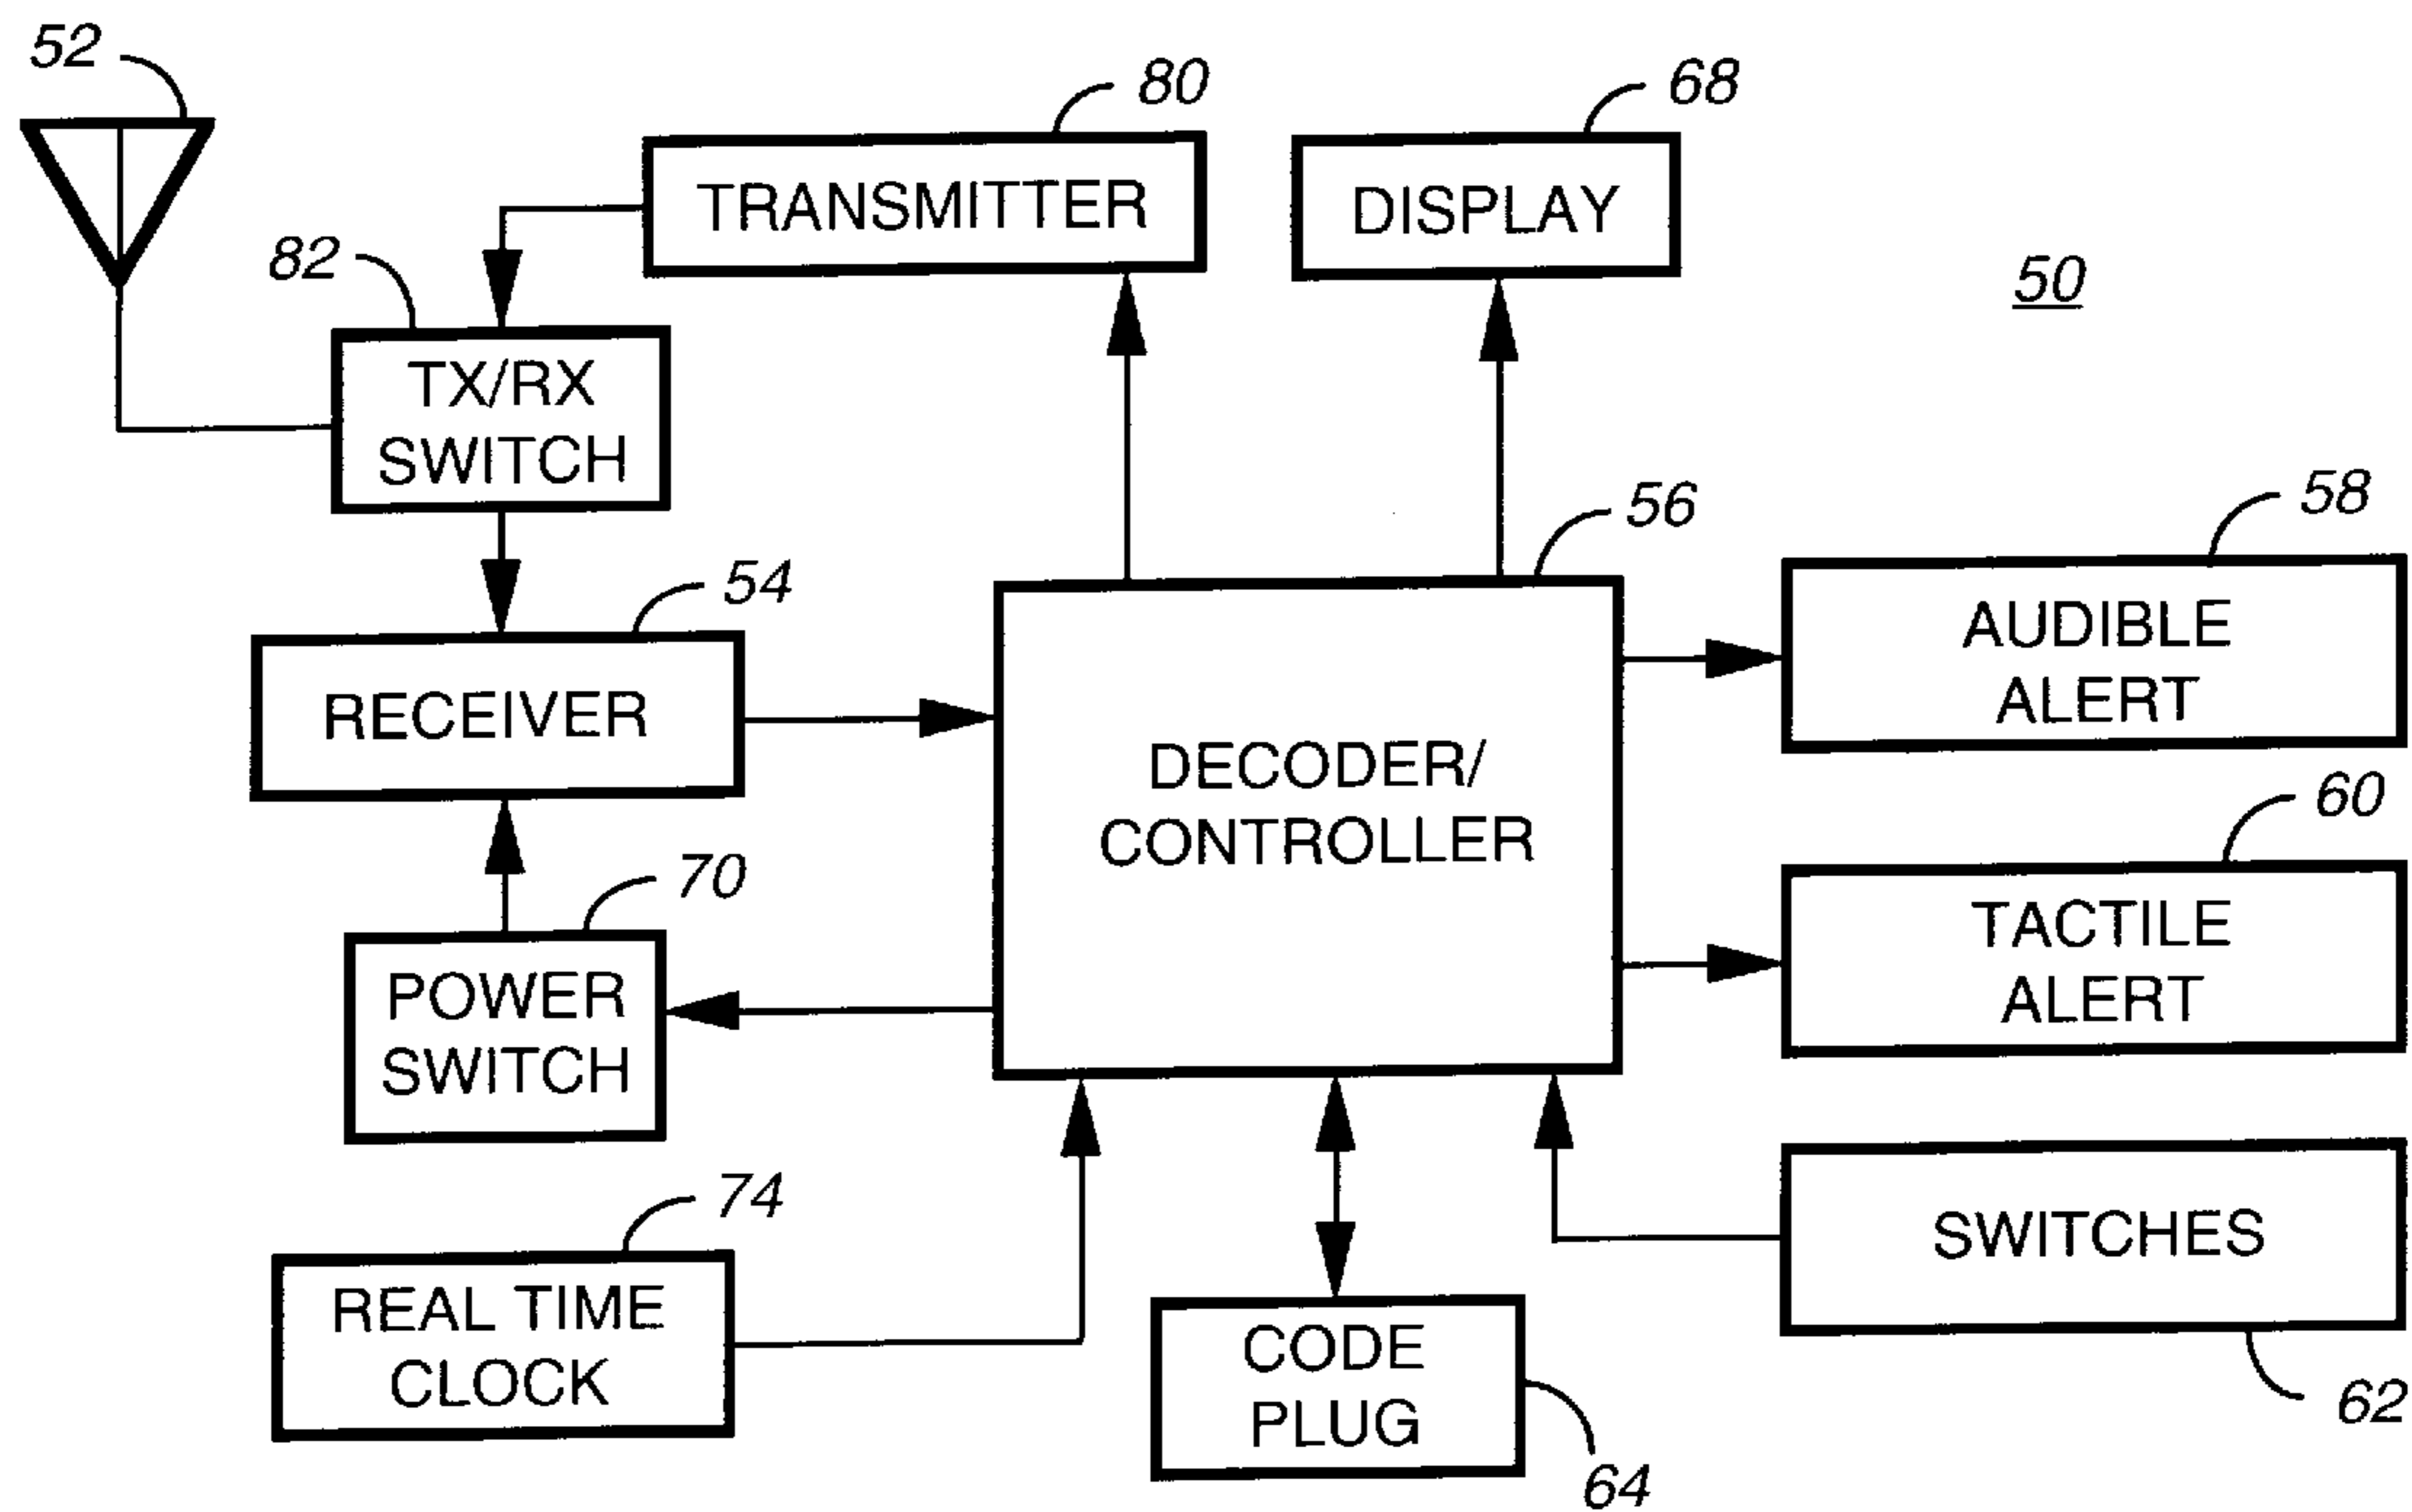 52
80
68
TRANSMITTER
DISPLAY
82
50
TX/RX
SWITCH
56
58
54
AUDIBLE
ALERT
RECEIVER
DECODER/
CONTROLLER
60
70
TACTILE
ALERT
POWER
SWITCH
74
SWITCHES
REAL TIME
CLOCK
CODE
PLUG
62
64